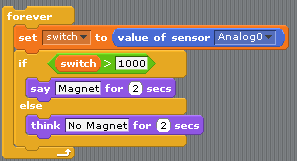 forever
set switch to value of sensor Analog0
if switch > 1000
say Magnet for 2 secs
else
think No Magnet for 2 secs